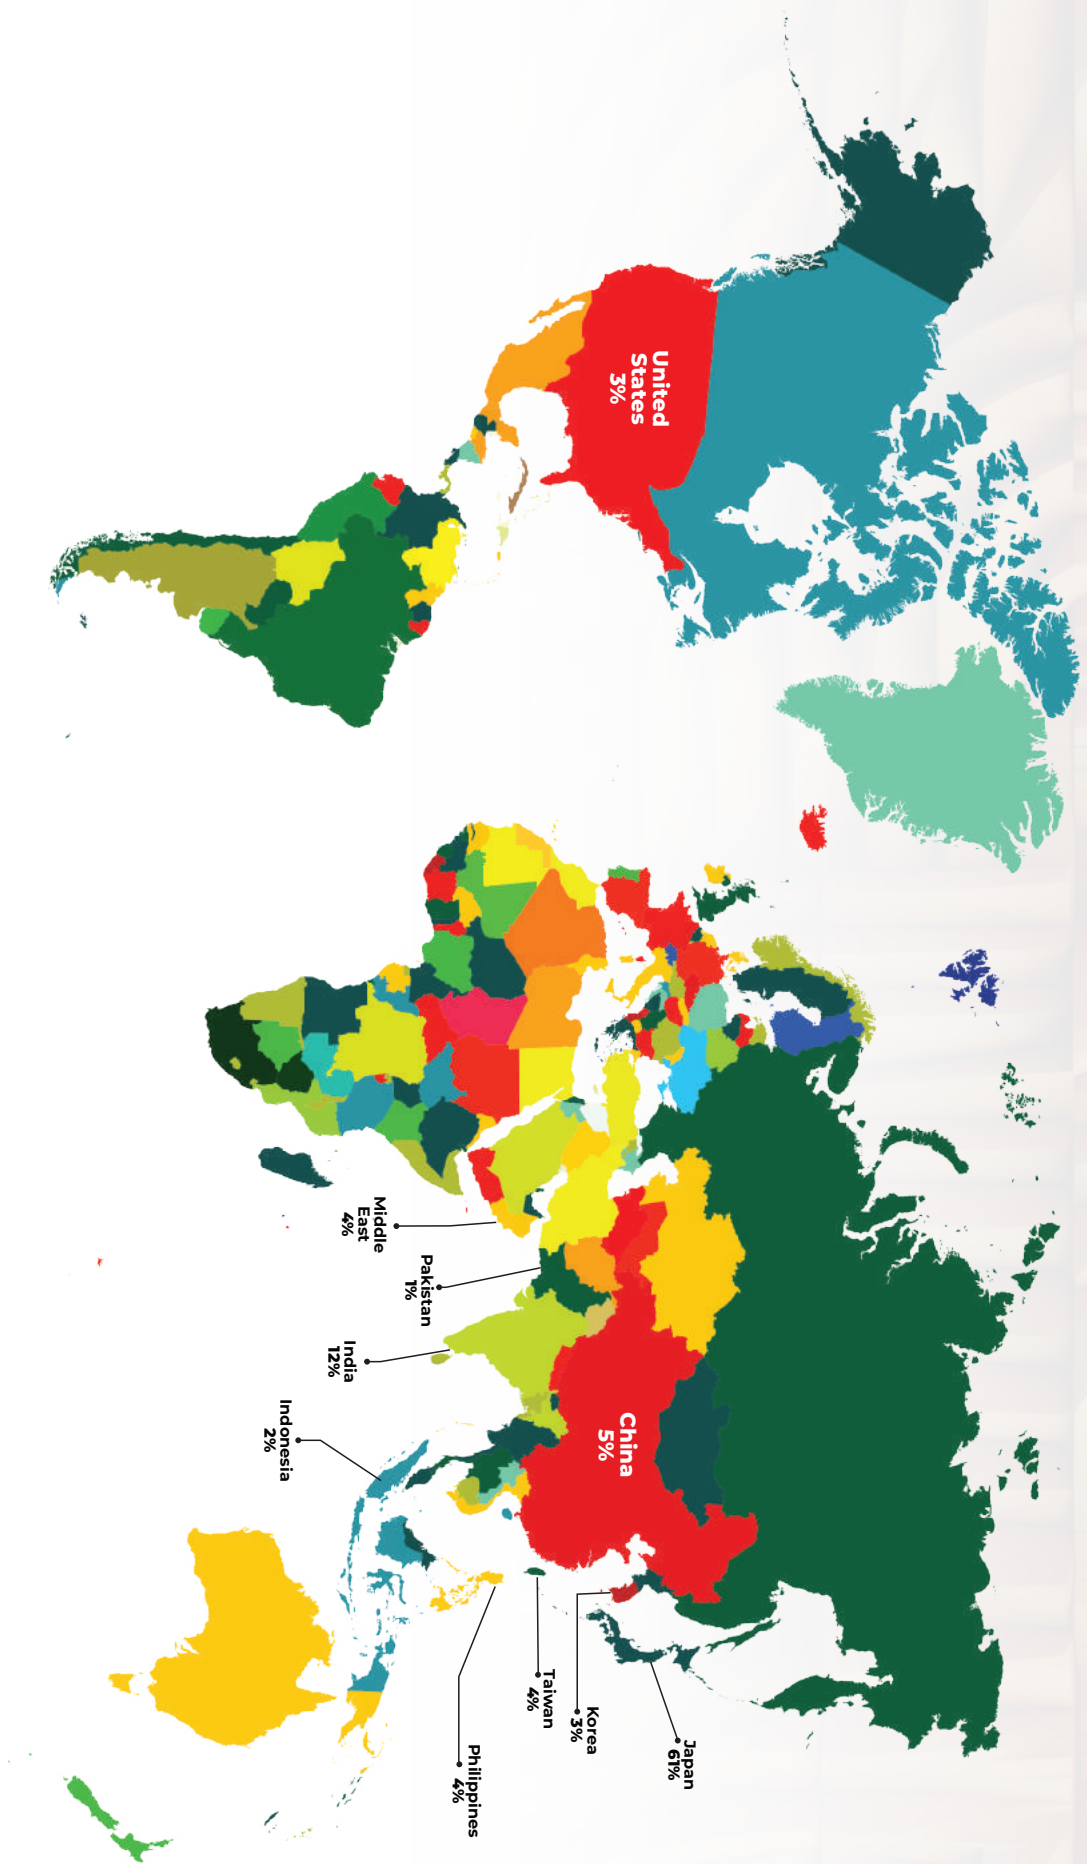 United
States
3%
Middle
East
4%
Pakistan
1%
India
12%
Indonesia
2%
China
5%
Taiwan
4%
Korea
3%
Japan
61%
Philippines
4%